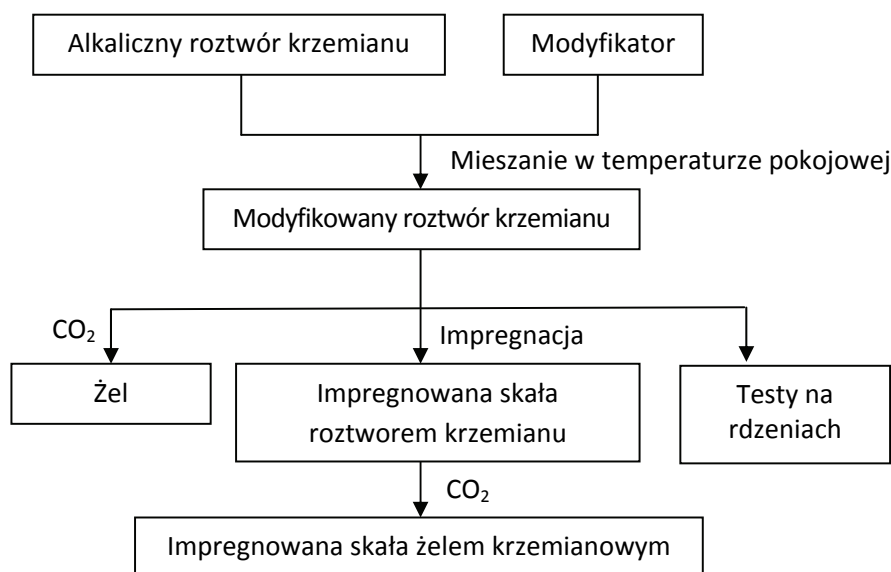 Alkaliczny roztwór krzemianu
Modyfikator
Mieszanie w temperaturze pokojowej
Modyfikowany roztwór krzemianu
CO₂
Impregnacja
Żel
Impregnowana skała
roztworem krzemianu
Testy na
rdzeniach
CO₂
Impregnowana skała żelem krzemianowym